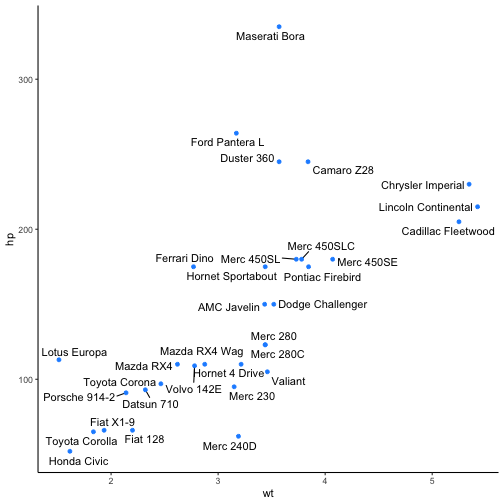 Maserati Bora
300
Ford Pantera L
Duster 360
Camaro Z28
Chrysler Imperial
Lincoln Continental
200
Cadillac Fleetwood
Merc 450SLC
Ferrari Dino
Merc 450SL
Merc 450SE
Hornet Sportabout
Pontiac Firebird
hp
AMC Javelin
Dodge Challenger
Merc 280
Lotus Europa
Mazda RX4 Wag
Merc 280C
Mazda RX4
Hornet 4 Drive
100
Toyota Corona
Volvo 142E
Valiant
Porsche 914-2
Datsun 710
Merc 230
Fiat X1-9
Toyota Corolla
Fiat 128
Merc 240D
Honda Civic
2
3
4
5
wt